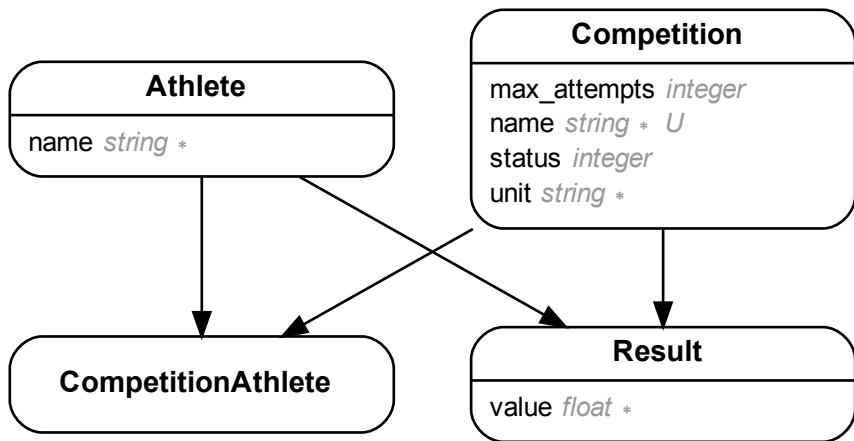 Athlete
name string *
Competition
max_attempts integer
name string * U
status integer
unit string *
CompetitionAthlete
Result
value float *